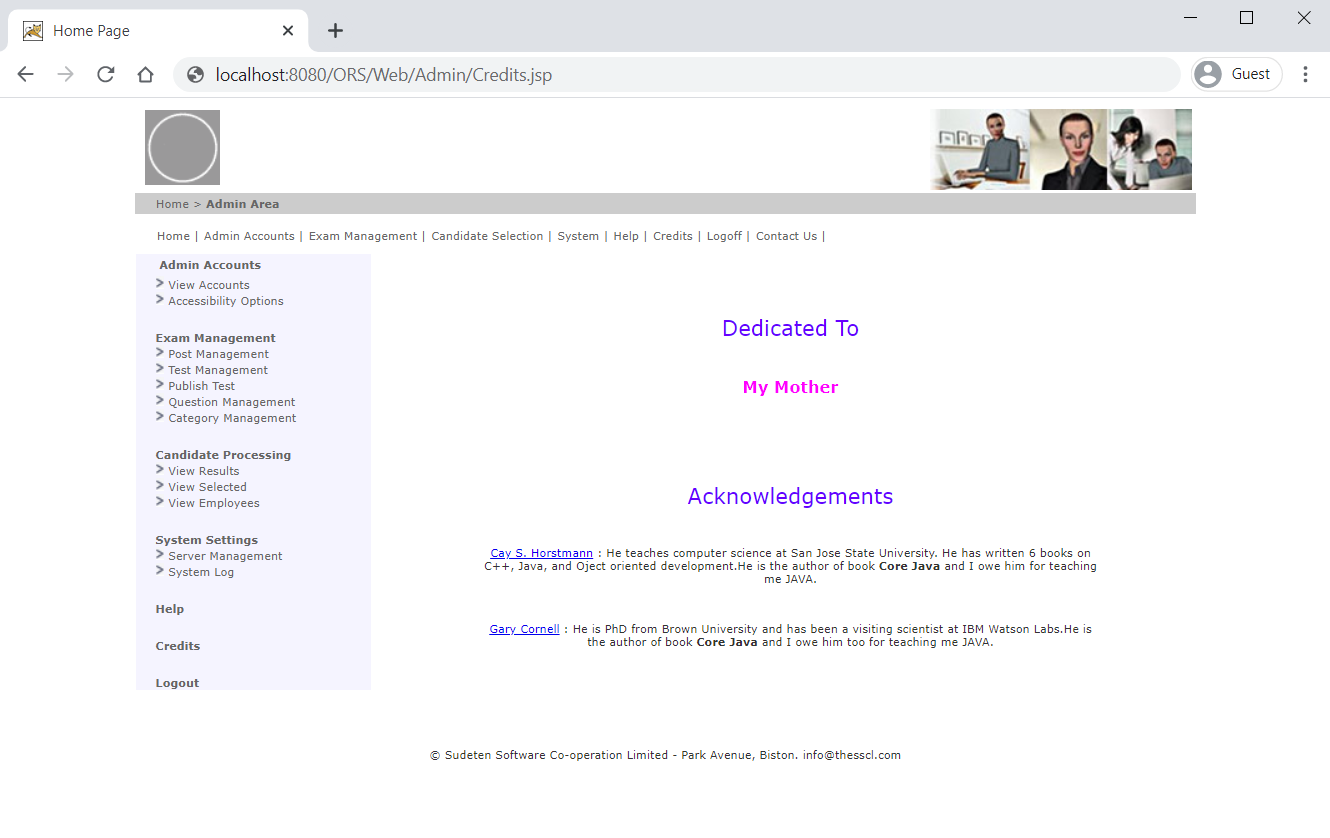 Home Page
localhost:8080/ORS/Web/Admin/Credits.jsp
Guest
Home > Admin Area
Home | Admin Accounts | Exam Management | Candidate Selection | System | Help | Credits | Logoff | Contact Us |
Admin Accounts
View Accounts
Accessibility Options
Exam Management
Post Management
Test Management
Publish Test
Question Management
Category Management
Candidate Processing
View Results
View Selected
View Employees
System Settings
Server Management
System Log
Help
Credits
Logout
Dedicated To
My Mother
Acknowledgements
Cay S. Horstmann : He teaches computer science at San Jose State University. He has written 6 books on
C++, Java, and Oject oriented development.He is the author of book Core Java and I owe him for teaching
me JAVA.
Gary Cornell : He is PhD from Brown University and has been a visiting scientist at IBM Watson Labs.He is
the author of book Core Java and I owe him too for teaching me JAVA.
© Sudeten Software Co-operation Limited - Park Avenue, Biston. info@thesscl.com